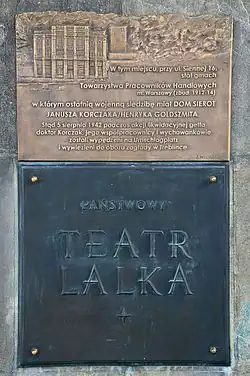 W tym miejscu, przy ul. Siennej 16,
stał gmach
Towarzystwa Pracowników Handlowych
m. Warszawy (zbud. 1912-14)
w którym ostatnią wojenną siedzibę miał DOM SIEROT
JANUSZA KORCZAKA/HENRYKA GOLDSZMITA
Stąd 5 sierpnia 1942 podczas akcji likwidacyjnej getta
doktor Korczak, jego współpracownicy i wychowankowie
zostali wypędzeni na Umschlagplatz
i wywiezieni do obozu zagłady w Treblince
PAŃSTWOWY
TEATR
LALKA